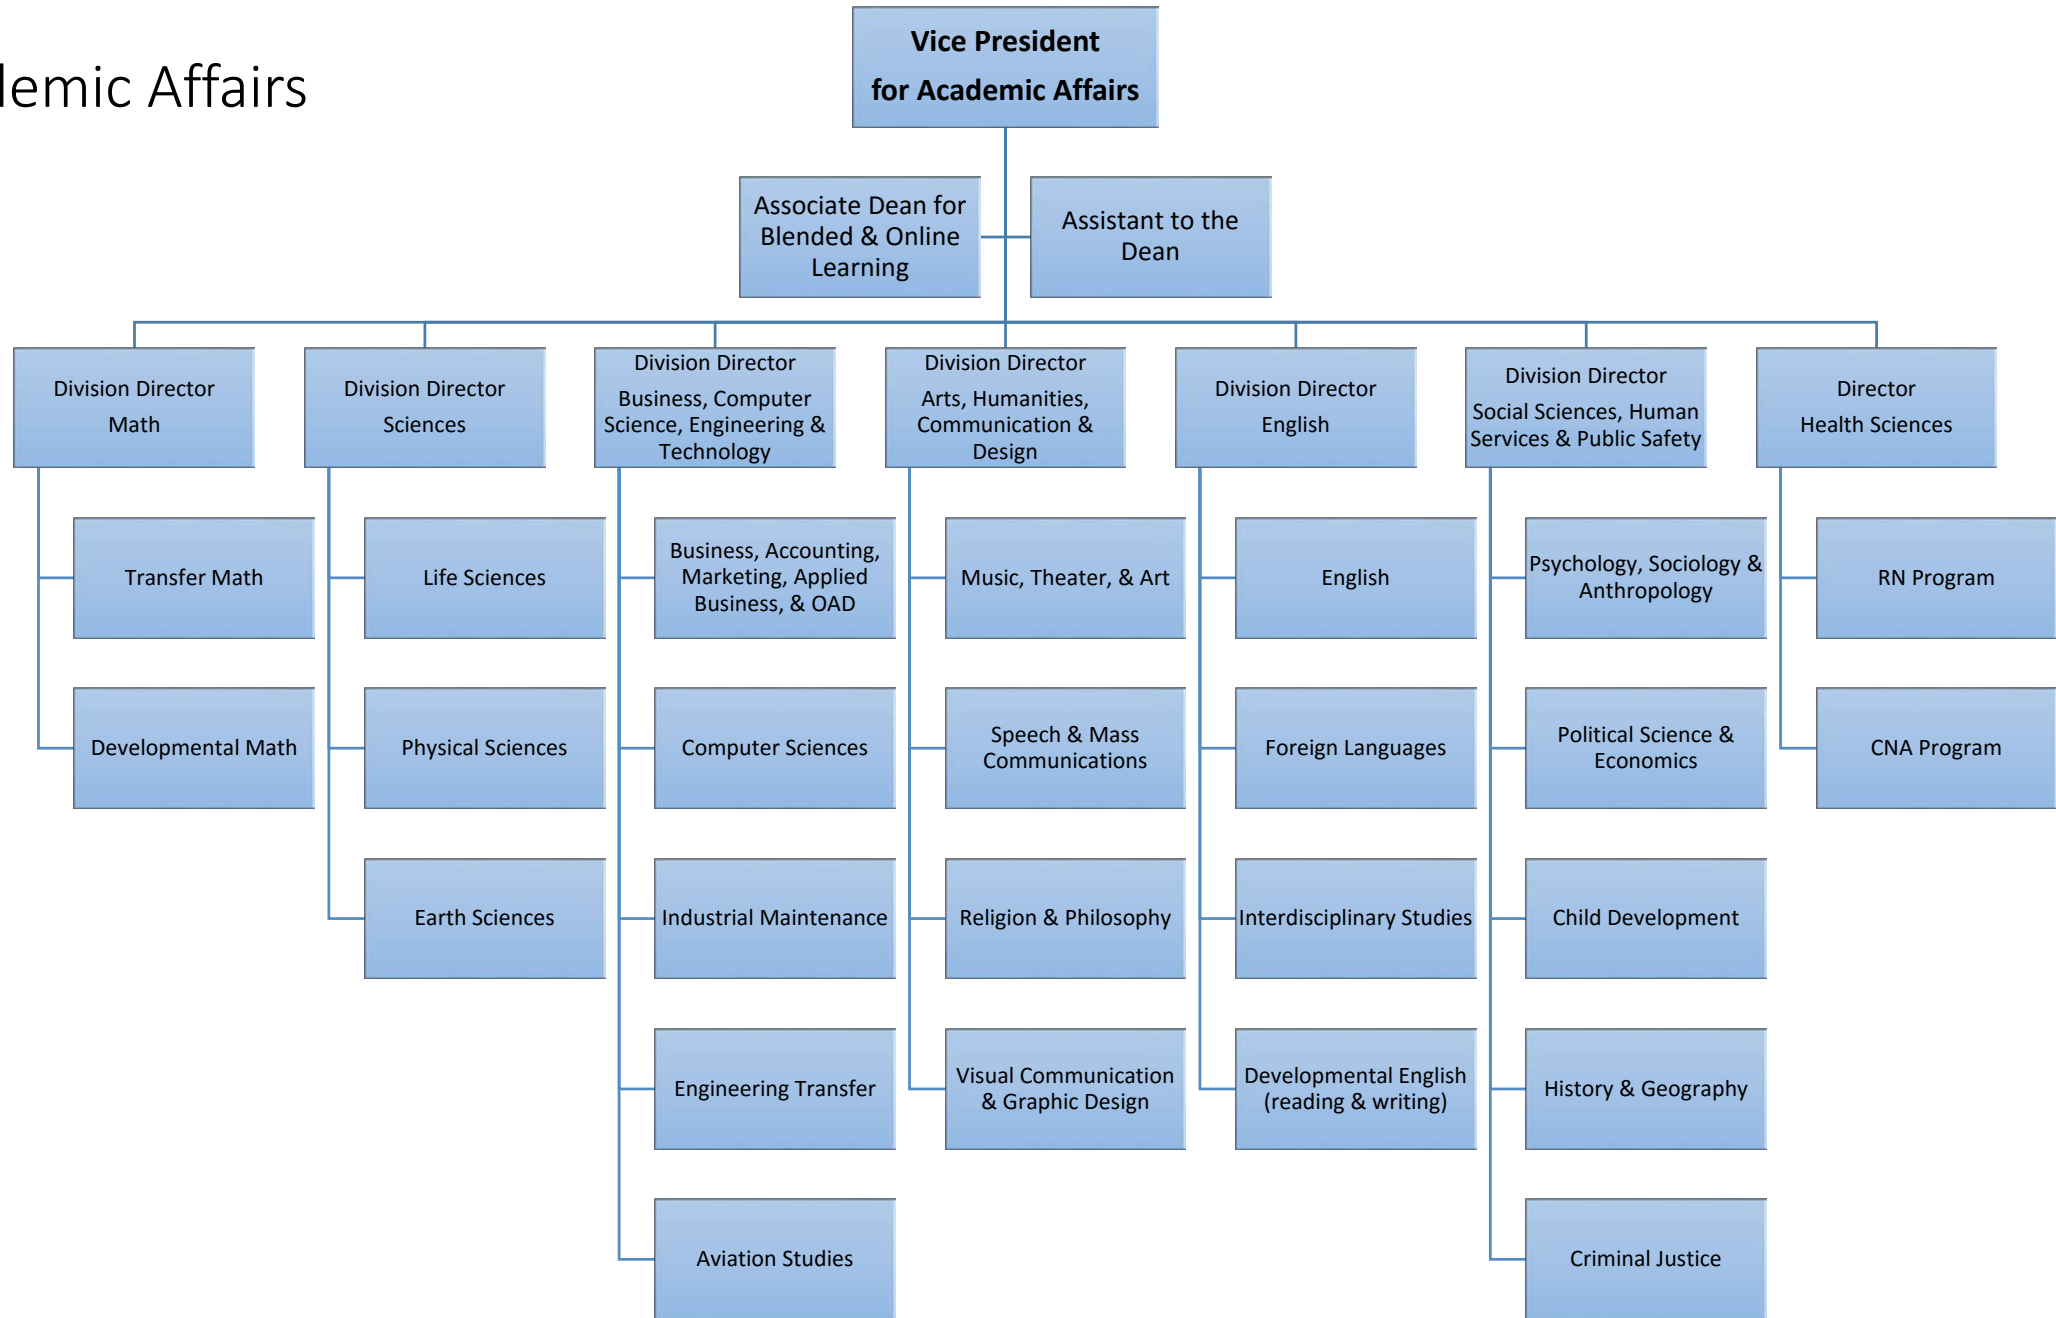 demic Affairs
Vice President
for Academic Affairs
Associate Dean for
Blended & Online
Learning
Assistant to the
Dean
Division Director
Math
Division Director
Sciences
Division Director
Business, Computer
Science, Engineering &
Technology
Division Director
Arts, Humanities,
Communication &
Design
Division Director
English
Division Director
Social Sciences, Human
Services & Public Safety
Director
Health Sciences
Transfer Math
Life Sciences
Business, Accounting,
Marketing, Applied
Business, & OAD
Music, Theater, & Art
English
Psychology, Sociology &
Anthropology
RN Program
Developmental Math
Physical Sciences
Computer Sciences
Speech & Mass
Communications
Foreign Languages
Political Science &
Economics
CNA Program
Earth Sciences
Industrial Maintenance
Religion & Philosophy
Interdisciplinary Studies
Child Development
Engineering Transfer
Visual Communication
& Graphic Design
Developmental English
(reading & writing)
History & Geography
Aviation Studies
Criminal Justice